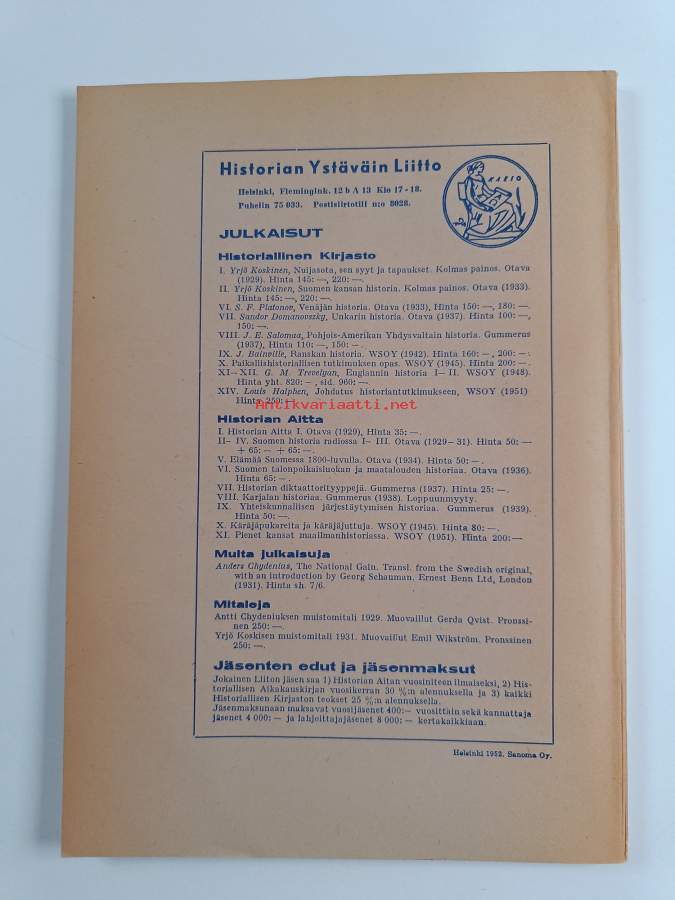 Historian Ystäväin Liitto
Helsinki, Flemingink. 12 b A 13 Klo 17 - 18.
Puhelin 75 033. Postisiirtotili n:o 8028.
JULKAISUT
Historiallinen Kirjasto
I. Yrjö Koskinen, Nuijasota, sen syyt ja tapaukset. Kolmas painos. Otava
(1929). Hinta 145: —, 220: —.
II. Yrjö Koskinen, Suomen kansan historia. Kolmas painos. Otava (1933).
Hinta 145: —, 220: —.
VI. S. F. Platonov, Venäjän historia. Otava (1933), Hinta 150: —, 180: —.
VII. Sandor Domanovszky, Unkarin historia. Otava (1937). Hinta 100: —,
150: —.
VIII. J. E. Salomaa, Pohjois-Amerikan Yhdysvaltain historia. Gummerus
(1937), Hinta 110: —, 150: — .
IX. J. Bainville, Ranskan historia. WSOY (1942). Hinta 160: — , 200: — .
X. Paikallishistoriallisen tutkimuksen opas. WSOY (1945). Hinta 200: — .
XI— XII. G. M. Trevelyan, Englannin historia I— II. WSOY (1948).
Hinta yht. 820: — , sid. 960: —.
XIV. Louis Halphen, Johdatus historiantutkimukseen, WSOY (1951)
Hinta 250: —
Antikvariaatti.net
Historian Aitta
I. Historian Aitta I. Otava (1929), Hinta 35: —.
II— IV. Suomen historia radiossa I— III. Otava (1929 — 31). Hinta 50: —
+ 65: — + 65: —.
V. Elämää Suomessa 1800-luvulla. Otava (1934). Hinta 50: — .
VI. Suomen talonpoikaisluokan ja maatalouden historiaa. Otava (1936).
Hinta 65: — .
VII. Historian diktaattorityyppejä. Gummerus (1937). Hinta 25: —.
VIII. Karjalan historiaa. Gummerus (1938). Loppuunmyyty.
IX. Yhteiskunnallisen järjestäytymisen historiaa. Gummerus (1939).
Hinta 50: —.
X. Käräjäpukareita ja käräjäjuttuja. WSOY (1945). Hinta 80: —.
XI. Pienet kansat maailmanhistoriassa. WSOY (1951). Hinta 200: —
Muita julkaisuja
Anders Chydenius, The National Gain. Transl. from the Swedish original,
with an introduction by Georg Schauman. Ernest Benn Ltd, London
(1931). Hinta sh. 7/6.
Mitaleja
Antti Chydeniuksen muistomitali 1929. Muovaillut Gerda Qvist. Pronssi-
nen 250: —.
Yrjö Koskisen muistomitali 1931. Muovaillut Emil Wikström. Pronssinen
250: —.
Jäsenten edut ja jäsenmaksut
Jokainen Liiton jäsen saa 1) Historian Aitan vuosiniteen ilmaiseksi, 2) His-
toriallisen Aikakauskirjan vuosikerran 30 %:n alennuksella ja 3) kaikki
Historiallisen Kirjaston teokset 25 %:n alennuksella.
Jäsenmaksunaan maksavat vuosijäsenet 400: — vuosittain sekä kannattaja
jäsenet 4 000: — ja lahjoittajajäsenet 8 000: — kertakaikkiaan.
Helsinki 1952. Sanoma Oy.